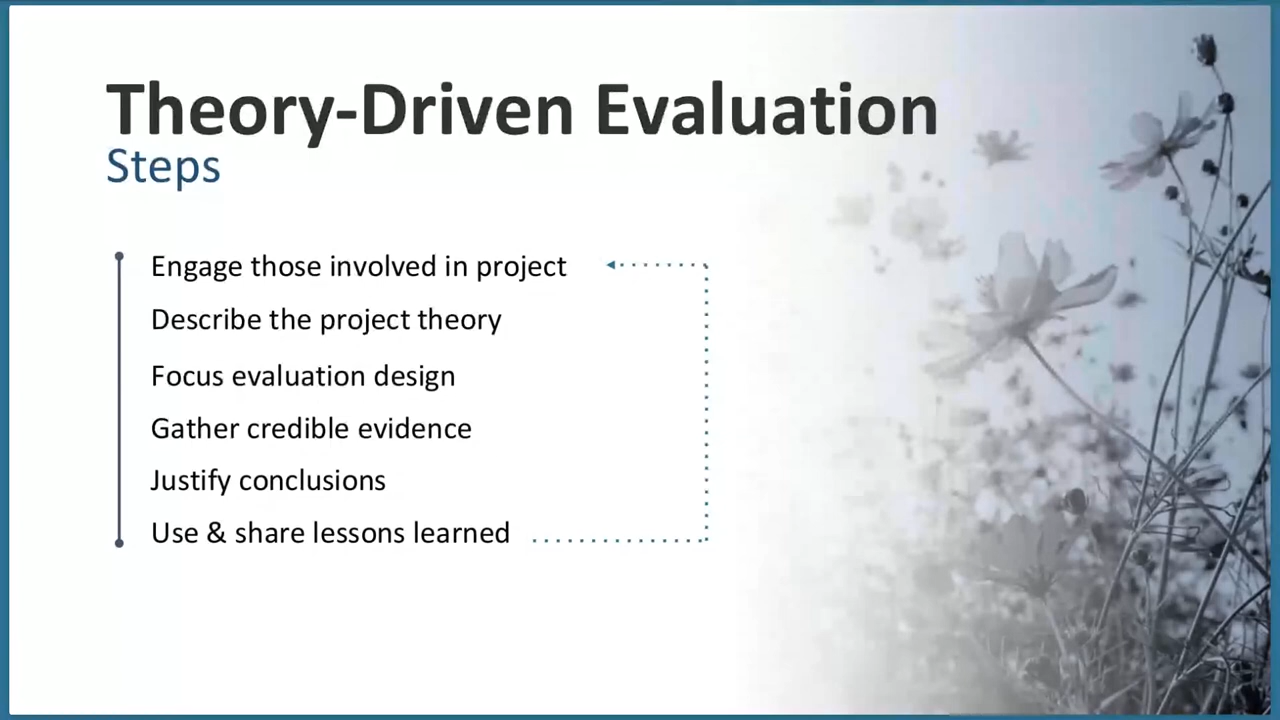 Theory-Driven Evaluation
Steps
Engage those involved in project
Describe the project theory
Focus evaluation design
Gather credible evidence
Justify conclusions
Use & share lessons learned